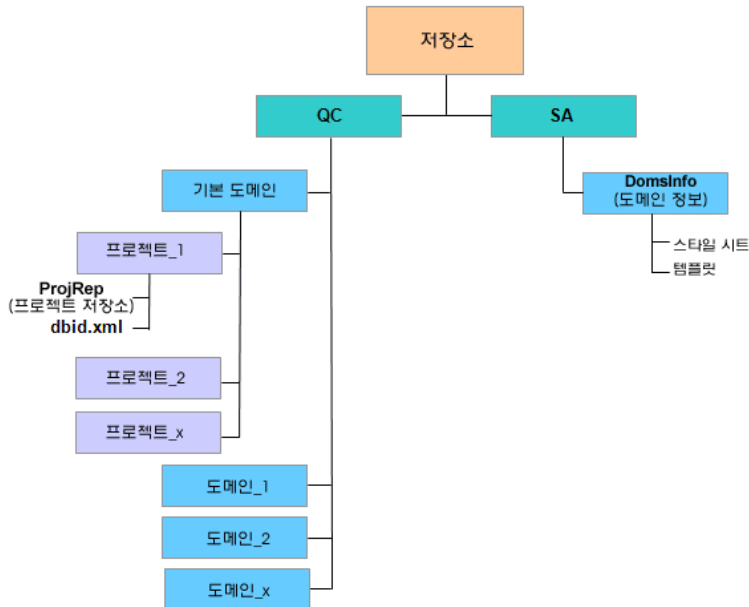 저장소
QC
SA
기본 도메인
DomsInfo
(도메인 정보)
프로젝트_1
스타일 시트
템플릿
ProjRep
(프로젝트 저장소)
dbid.xml
프로젝트_2
프로젝트_x
도메인_1
도메인_2
도메인_x